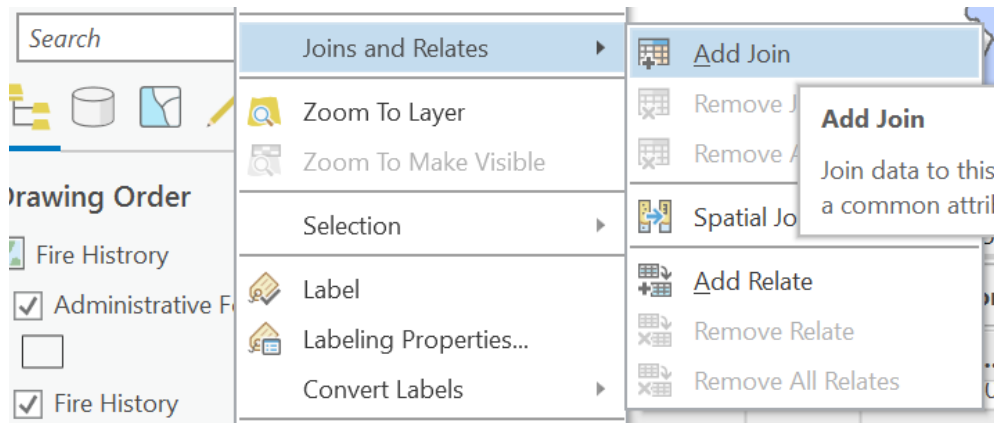 Search
Drawing Order
Fire Histrory
Administrative F
Fire History
Joins and Relates
Zoom To Layer
Zoom To Make Visible
Selection
Label
Labeling Properties...
Convert Labels
Add Join
Remove J
Remove A
Spatial Jo
Add Relate
Remove Relate
Remove All Relates
Add Join
Join data to this
a common attri